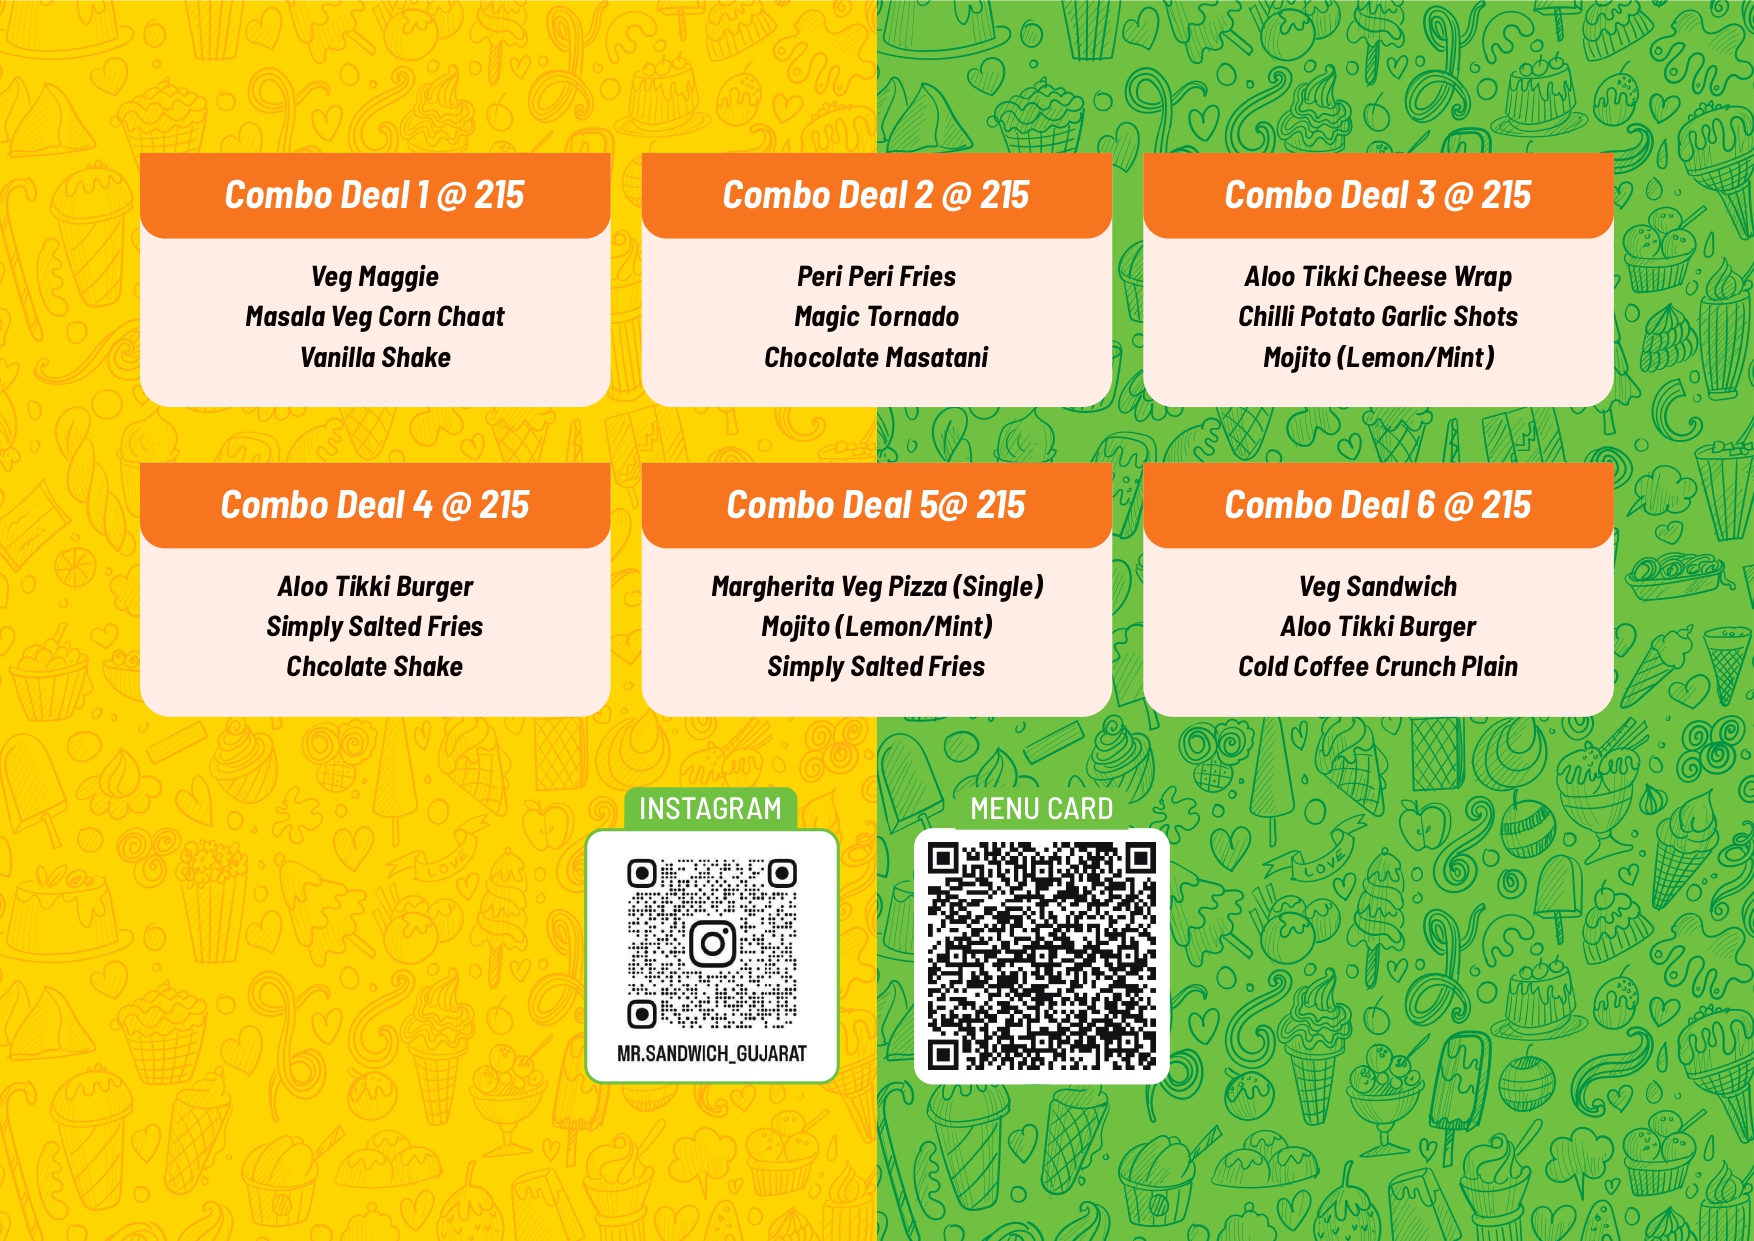 Combo Deal 1 @ 215
Veg Maggie
Masala Veg Corn Chaat
Vanilla Shake
Combo Deal 2 @ 215
Peri Peri Fries
Magic Tornado
Chocolate Masatani
Combo Deal 3 @ 215
Aloo Tikki Cheese Wrap
Chilli Potato Garlic Shots
Mojito (Lemon/Mint)
Combo Deal 4 @ 215
Aloo Tikki Burger
Simply Salted Fries
Chcolate Shake
Combo Deal 5@ 215
Margherita Veg Pizza (Single)
Mojito (Lemon/Mint)
Simply Salted Fries
Combo Deal 6 @ 215
Veg Sandwich
Aloo Tikki Burger
Cold Coffee Crunch Plain
LOVE
LOVE
INSTAGRAM
MR.SANDWICH_GUJARAT
MENU CARD